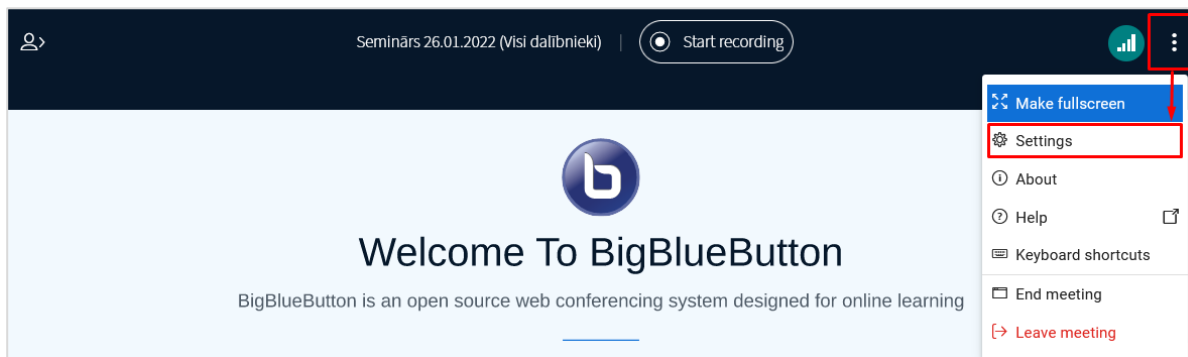 Seminārs 26.01.2022 (Visi dalībnieki) | Start recording
Make fullscreen
Settings
About
Help
Keyboard shortcuts
End meeting
Leave meeting
Welcome To BigBlueButton
BigBlueButton is an open source web conferencing system designed for online learning